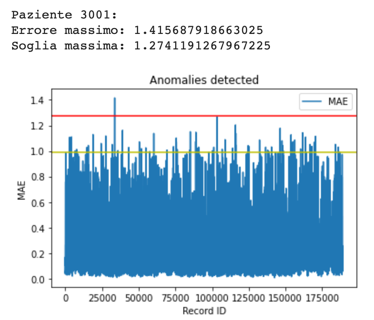 Paziente 3001:
Errore massimo: 1.415687918663025
Soglia massima: 1.2741191267967225
Anomalies detected
MAE
1.4
1.2
1.0
0.8
0.6
0.4
0.2
0.0
MAE
0 25000 50000 75000 100000 125000 150000 175000
Record ID